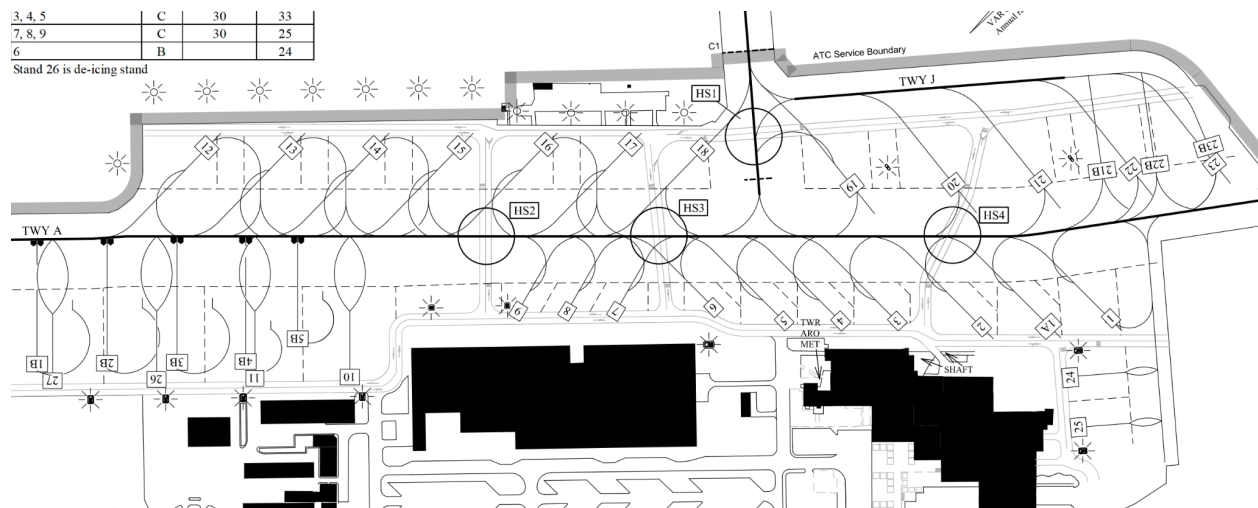 3, 4, 5 C 30 33
7, 8, 9 C 30 25
6 B 24
Stand 26 is de-icing stand
C1
ATC Service Boundary
TWY J
HS1
12
13
14
15
16
17
18
19
20
21
21B
22
22B
23B
23
HS2
HS3
HS4
TWY A
1B
27
2B
3B
26
4B
11
5B
10
9
8
7
6
5
4
3
2
1A
1
TWR
ARO
MET
SHAFT
24
25